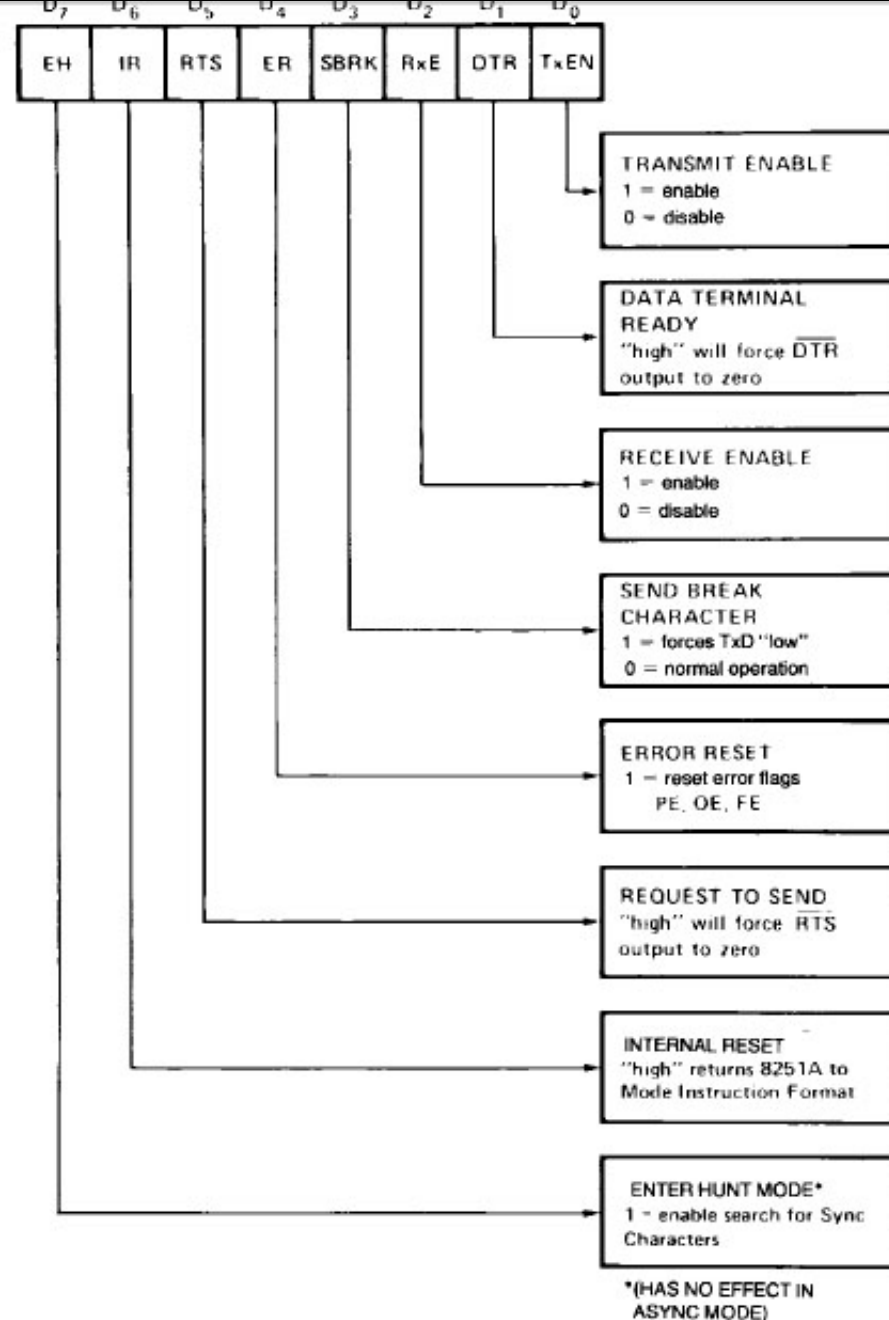 D7 D6 D5 D4 D3 D2 D1 D0
EH IR RTS ER SBRK RxE DTR TxEN
TRANSMIT ENABLE
1 = enable
0 = disable
DATA TERMINAL
READY
"high" will force DTR
output to zero
RECEIVE ENABLE
1 = enable
0 = disable
SEND BREAK
CHARACTER
1 = forces TxD "low"
0 = normal operation
ERROR RESET
1 = reset error flags
PE, OE, FE
REQUEST TO SEND
"high" will force RTS
output to zero
INTERNAL RESET
"high" returns 8251A to
Mode Instruction Format
ENTER HUNT MODE*
1 = enable search for Sync
Characters
*(HAS NO EFFECT IN
ASYNC MODE)